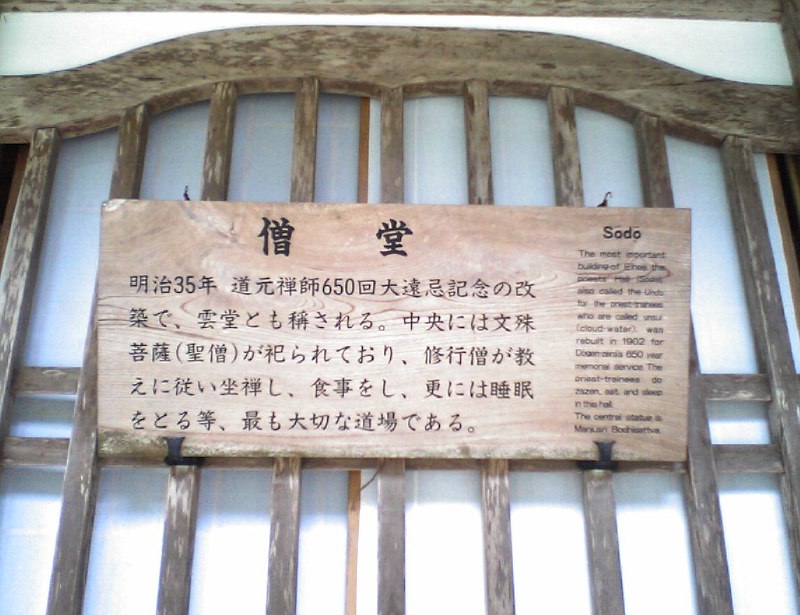 僧 堂
明治35年 道元禅師650回大遠忌記念の改
築で、雲堂とも稱される。中央には文殊
菩薩(聖僧)が祀られており、修行僧が教
えに従い坐禅し、食事をし、更には睡眠
をとる等、最も大切な道場である。
Sodo
The most important
building of Eiheiji, the
priests' Hall (Sodo)
also called the Undo
for the priest-trainees
who are called unsui
(cloud-water), was
rebuilt in 1902 for
Dogen-zenji's 650 year
memorial service. The
priest-trainees do
zazen, eat, and sleep
in this hall.
The central statue is
Manjusri Bodhisattva.